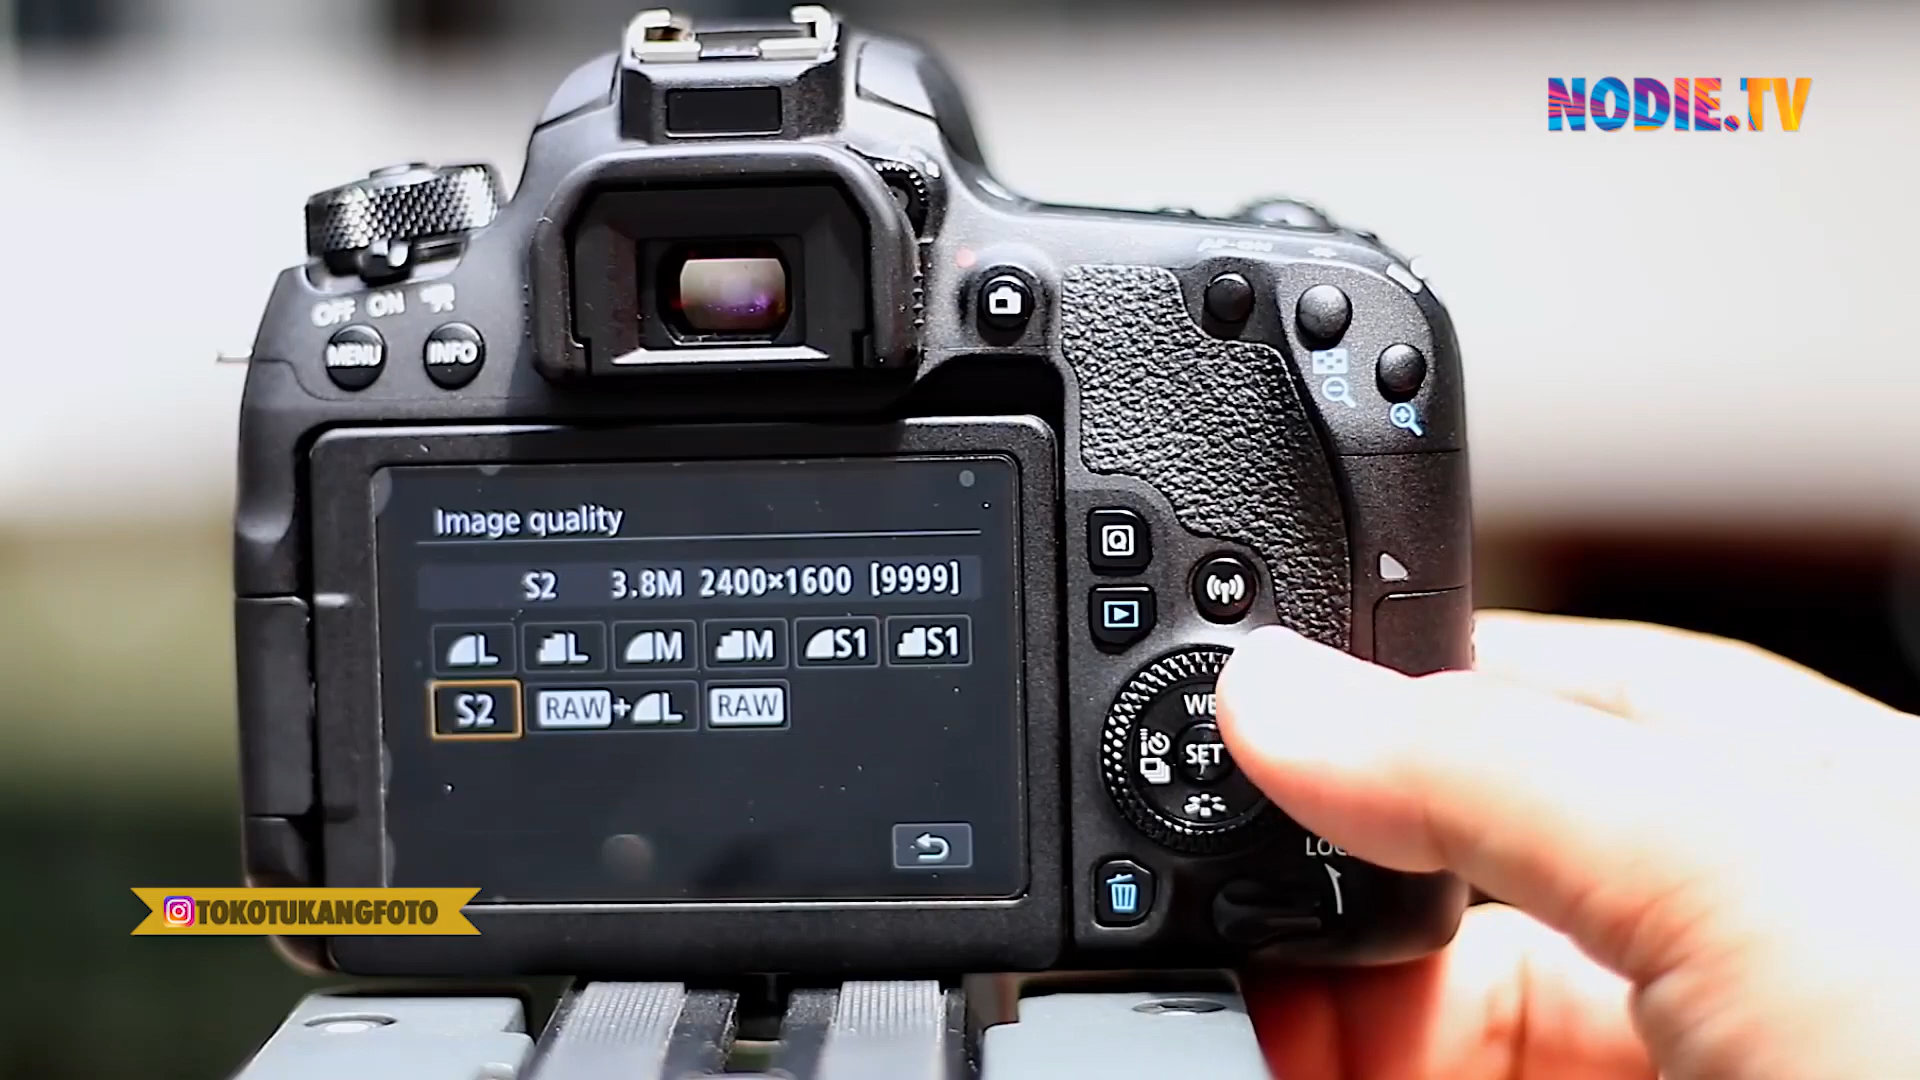 NODIE.TV
OFF ON
MENU INFO
Image quality
S2 3.8M 2400×1600 [9999]
L L M M S1 S1
S2 RAW+L RAW
Q
SET
TOKOTUKANGFOTO